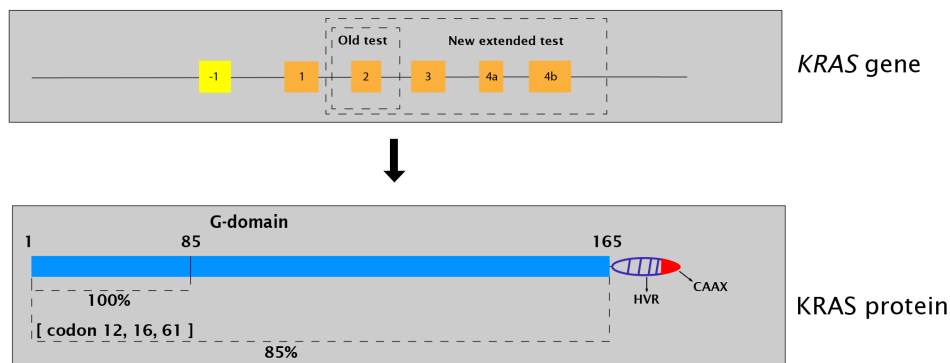 Old test
New extended test
KRAS gene
-1
1
2
3
4a
4b
G-domain
1
85
165
100%
HVR
CAAX
KRAS protein
[ codon 12, 16, 61 ]
85%